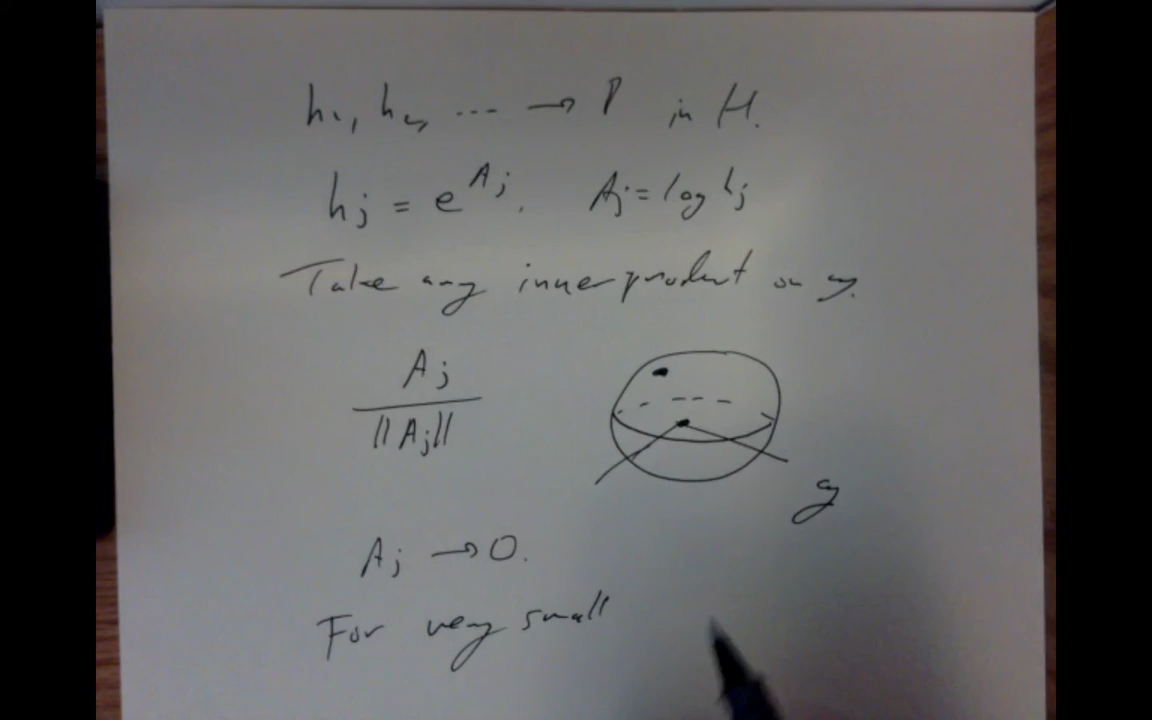 h₁, h₂, ... → 1 in H.
hⱼ = e^{Aⱼ}. Aⱼ = log hⱼ
Take any inner product on 𝔤.
Aⱼ / ||Aⱼ||
𝔤
Aⱼ → 0.
For very small